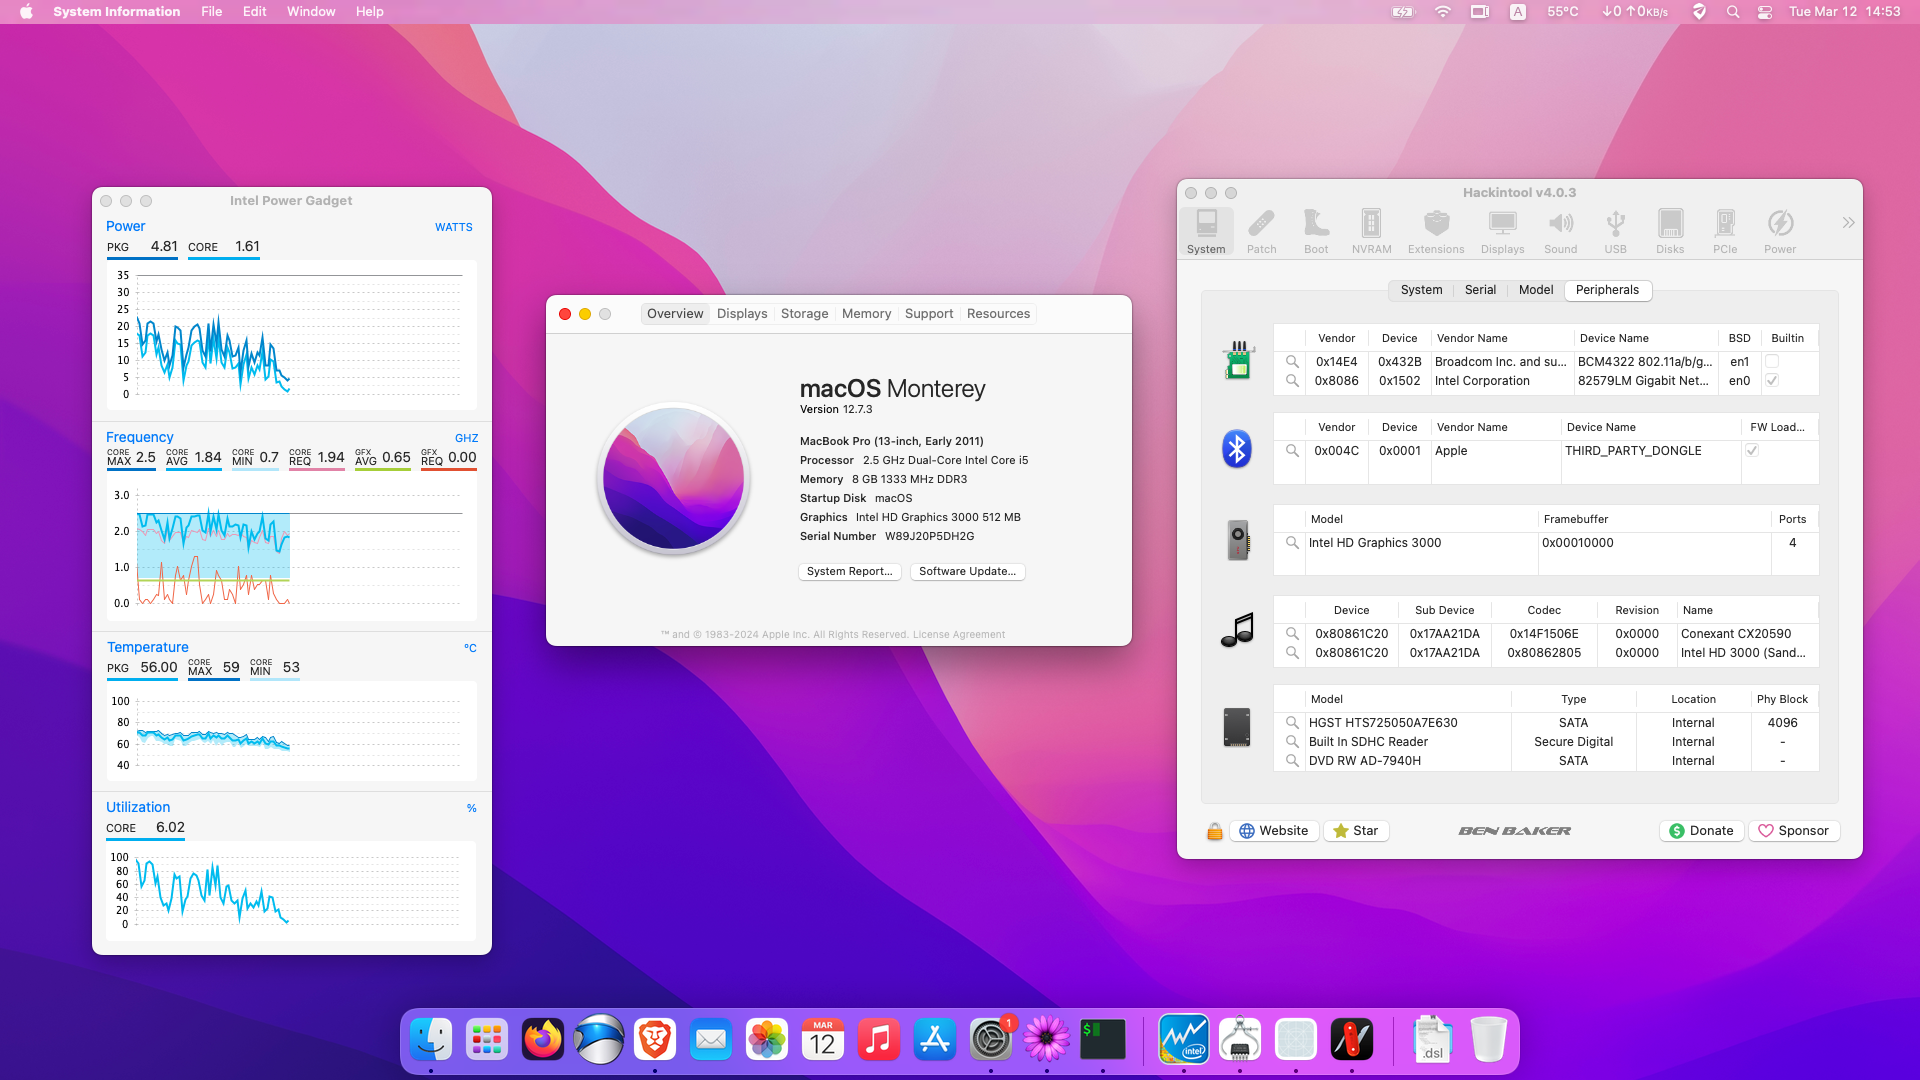 System Information File Edit Window Help
A 55°C ↓0 ↑0KB/s Tue Mar 12 14:53
Intel Power Gadget
Power WATTS
PKG 4.81 CORE 1.61
35
30
25
20
15
10
5
0
Frequency GHZ
CORE MAX 2.5 CORE AVG 1.84 CORE MIN 0.7 CORE REQ 1.94 GFX AVG 0.65 GFX REQ 0.00
3.0
2.0
1.0
0.0
Temperature °C
PKG 56.00 CORE MAX 59 CORE MIN 53
100
80
60
40
Utilization %
CORE 6.02
100
80
60
40
20
0
Overview Displays Storage Memory Support Resources
macOS Monterey
Version 12.7.3
MacBook Pro (13-inch, Early 2011)
Processor 2.5 GHz Dual-Core Intel Core i5
Memory 8 GB 1333 MHz DDR3
Startup Disk macOS
Graphics Intel HD Graphics 3000 512 MB
Serial Number W89J20P5DH2G
System Report... Software Update...
™ and © 1983-2024 Apple Inc. All Rights Reserved. License Agreement
Hackintool v4.0.3
System Patch Boot NVRAM Extensions Displays Sound USB Disks PCIe Power
System Serial Model Peripherals
Vendor Device Vendor Name Device Name BSD Builtin
0x14E4 0x432B Broadcom Inc. and su... BCM4322 802.11a/b/g... en1
0x8086 0x1502 Intel Corporation 82579LM Gigabit Net... en0
Vendor Device Vendor Name Device Name FW Load...
0x004C 0x0001 Apple THIRD_PARTY_DONGLE
Model Framebuffer Ports
Intel HD Graphics 3000 0x00010000 4
Device Sub Device Codec Revision Name
0x80861C20 0x17AA21DA 0x14F1506E 0x0000 Conexant CX20590
0x80861C20 0x17AA21DA 0x80862805 0x0000 Intel HD 3000 (Sand...
Model Type Location Phy Block
HGST HTS725050A7E630 SATA Internal 4096
Built In SDHC Reader Secure Digital Internal -
DVD RW AD-7940H SATA Internal -
Website Star BEN BAKER Donate Sponsor
MAR
12
1
$
intel
.dsl